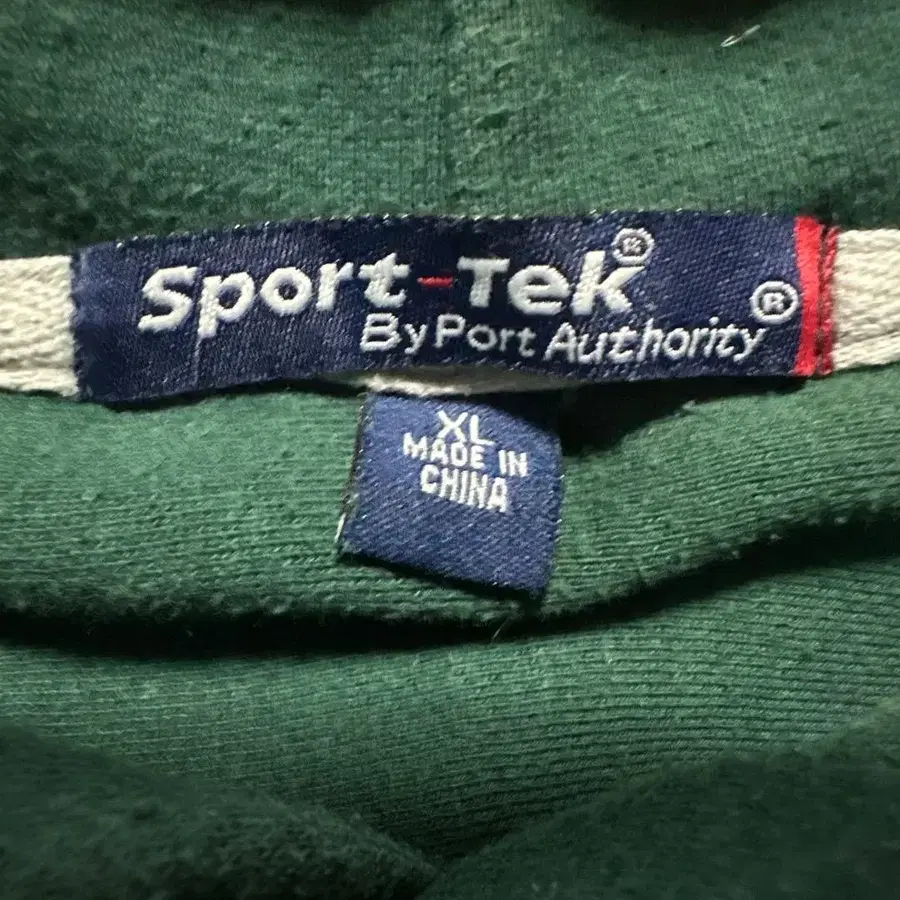 Sport-Tek®
By Port Authority®
XL
MADE IN
CHINA